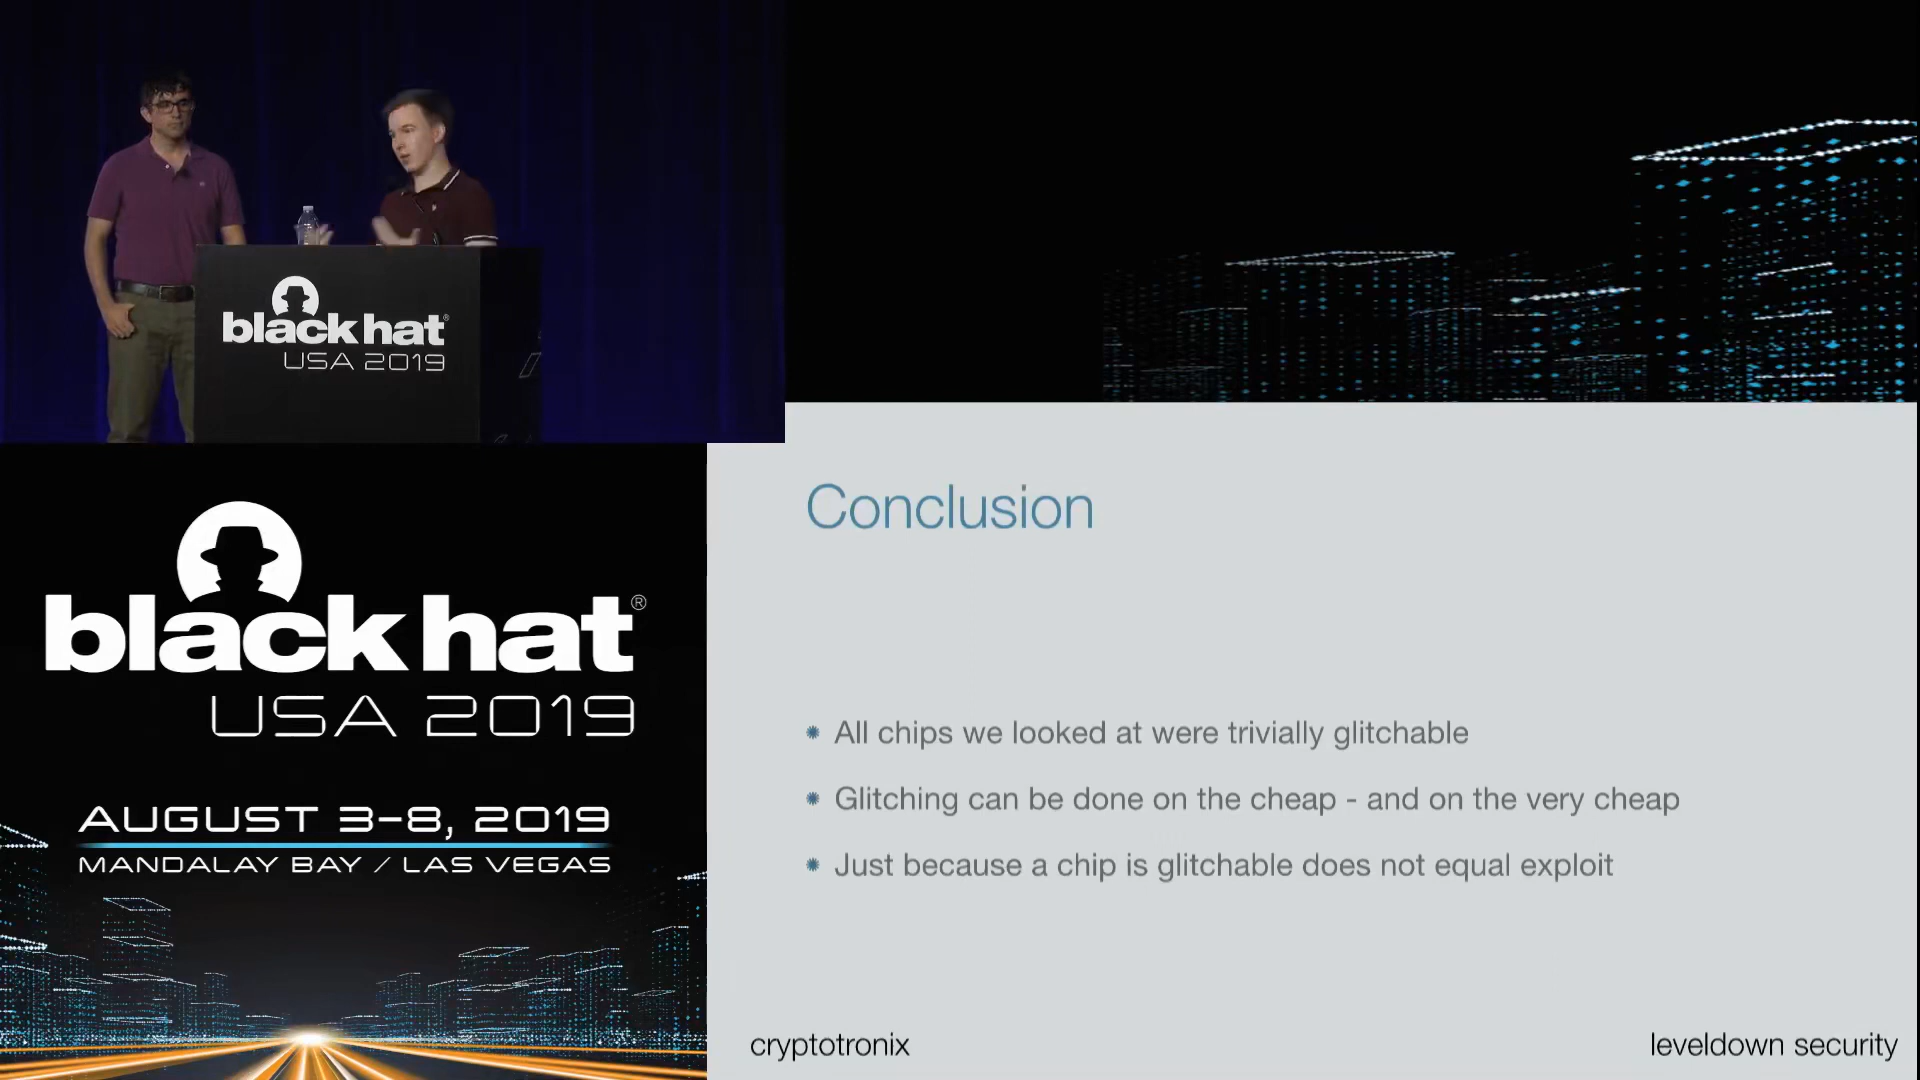 black hat®
USA 2019
black hat®
USA 2019
AUGUST 3–8, 2019
MANDALAY BAY / LAS VEGAS
Conclusion
All chips we looked at were trivially glitchable
Glitching can be done on the cheap - and on the very cheap
Just because a chip is glitchable does not equal exploit
cryptotronix
leveldown security